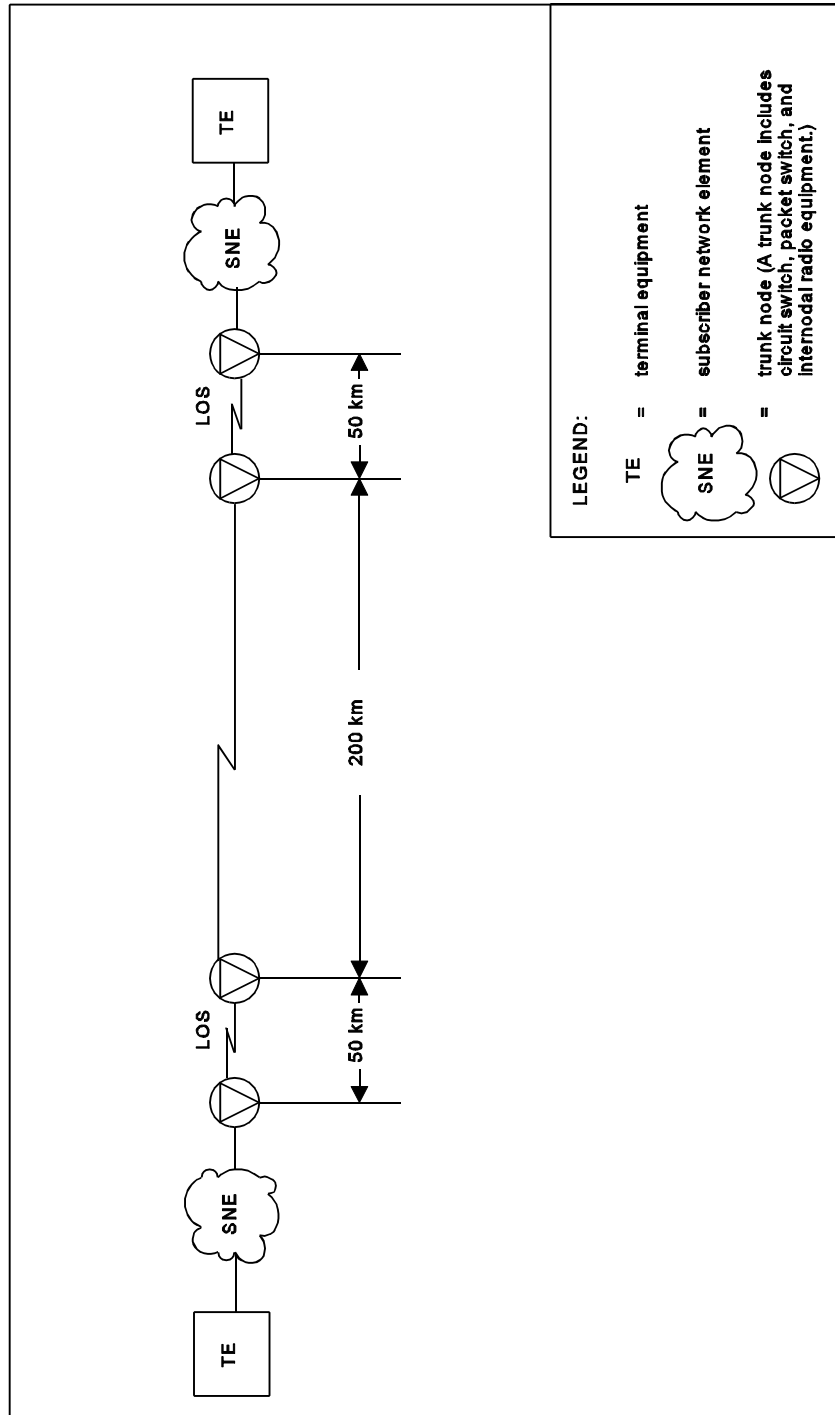 TE
SNE
LOS
50 km
200 km
LOS
50 km
SNE
TE
LEGEND:
TE = terminal equipment
SNE = subscriber network element
= trunk node (A trunk node includes
circuit switch, packet switch, and
internodal radio equipment.)